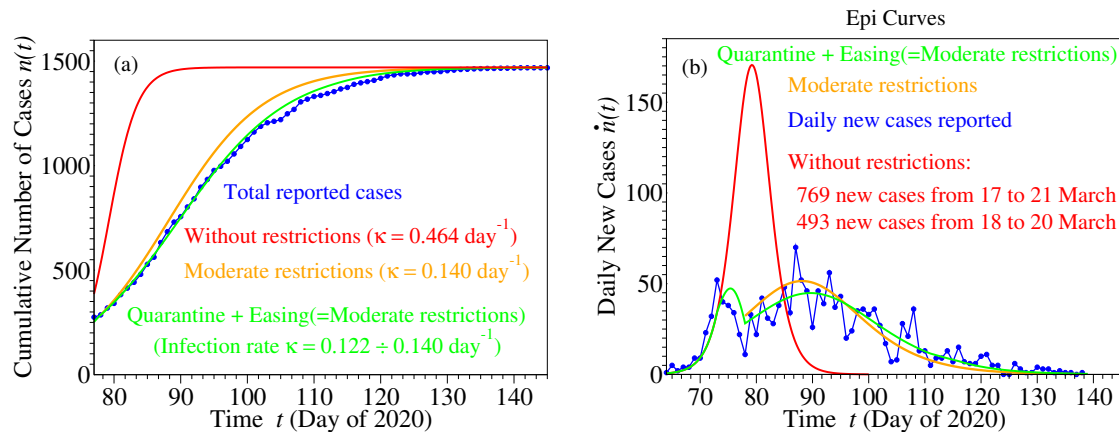 Cumulative Number of Cases n(t)
1500
1000
500
0
(a)
Total reported cases
Without restrictions (κ = 0.464 day⁻¹)
Moderate restrictions (κ = 0.140 day⁻¹)
Quarantine + Easing(=Moderate restrictions)
(Infection rate κ = 0.122 ÷ 0.140 day⁻¹)
80 90 100 110 120 130 140
Time t (Day of 2020)
Epi Curves
Daily New Cases ṅ(t)
150
100
50
0
(b)
Quarantine + Easing(=Moderate restrictions)
Moderate restrictions
Daily new cases reported
Without restrictions:
769 new cases from 17 to 21 March
493 new cases from 18 to 20 March
70 80 90 100 110 120 130 140
Time t (Day of 2020)